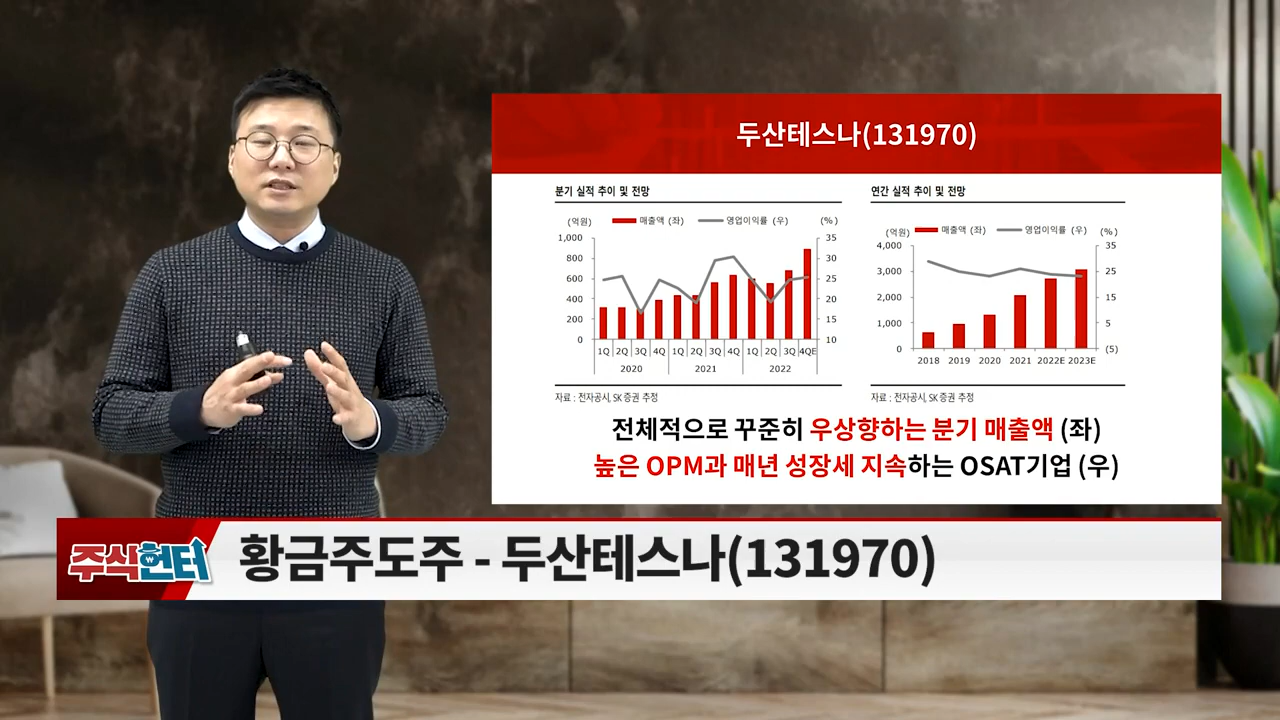 두산테스나(131970)
분기 실적 추이 및 전망
(억원) 매출액 (좌) 영업이익률 (우) (%)
1,000
800
600
400
200
0
35
30
25
20
15
10
1Q 2Q 3Q 4Q 1Q 2Q 3Q 4Q 1Q 2Q 3Q 4QE
2020 2021 2022
자료 : 전자공시, SK 증권 추정
연간 실적 추이 및 전망
(억원) 매출액 (좌) 영업이익률 (우) (%)
4,000
3,000
2,000
1,000
0
35
25
15
5
(5)
2018 2019 2020 2021 2022E 2023E
자료 : 전자공시, SK 증권 추정
전체적으로 꾸준히 우상향하는 분기 매출액 (좌)
높은 OPM과 매년 성장세 지속하는 OSAT기업 (우)
주식헌터
황금주도주 - 두산테스나(131970)